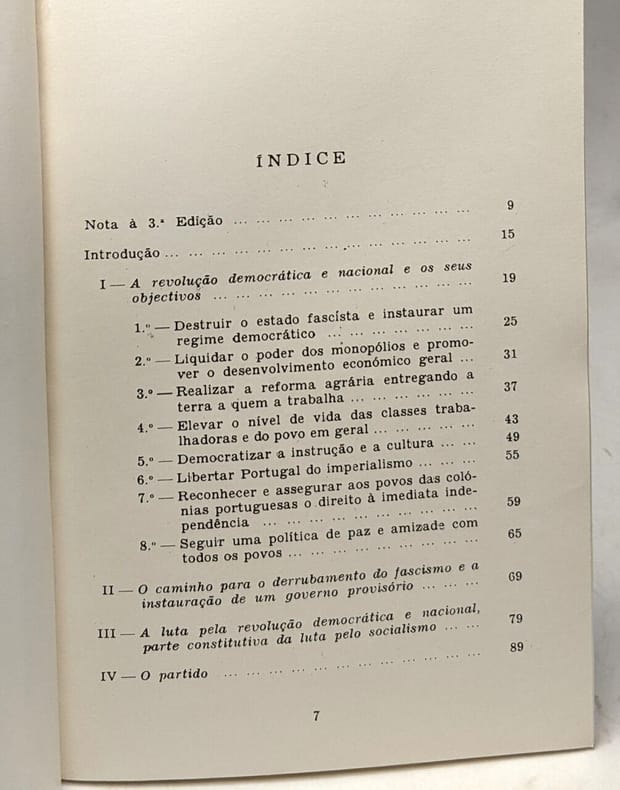 ÍNDICE
Nota à 3.ª Edição ... ... ... ... ... ... ... ... ... ... ... 9
Introdução ... ... ... ... ... ... ... ... ... ... ... ... ... 15
I — A revolução democrática e nacional e os seus
objectivos ... ... ... ... ... ... ... ... ... ... ... 19
1.º — Destruir o estado fascista e instaurar um
regime democrático ... ... ... ... ... ... 25
2.º — Liquidar o poder dos monopólios e promo-
ver o desenvolvimento económico geral ... 31
3.º — Realizar a reforma agrária entregando a
terra a quem a trabalha ... ... ... ... ... 37
4.º — Elevar o nível de vida das classes traba-
lhadoras e do povo em geral ... ... ... ... 43
5.º — Democratizar a instrução e a cultura ... ... 49
6.º — Libertar Portugal do imperialismo ... ... ... 55
7.º — Reconhecer e assegurar aos povos das coló-
nias portuguesas o direito à imediata inde-
pendência ... ... ... ... ... ... ... ... ... 59
8.º — Seguir uma política de paz e amizade com
todos os povos ... ... ... ... ... ... ... ... 65
II — O caminho para o derrubamento do fascismo e a
instauração de um governo provisório ... ... ... 69
III — A luta pela revolução democrática e nacional,
parte constitutiva da luta pelo socialismo ... ... 79
IV — O partido ... ... ... ... ... ... ... ... ... ... ... ... 89
7